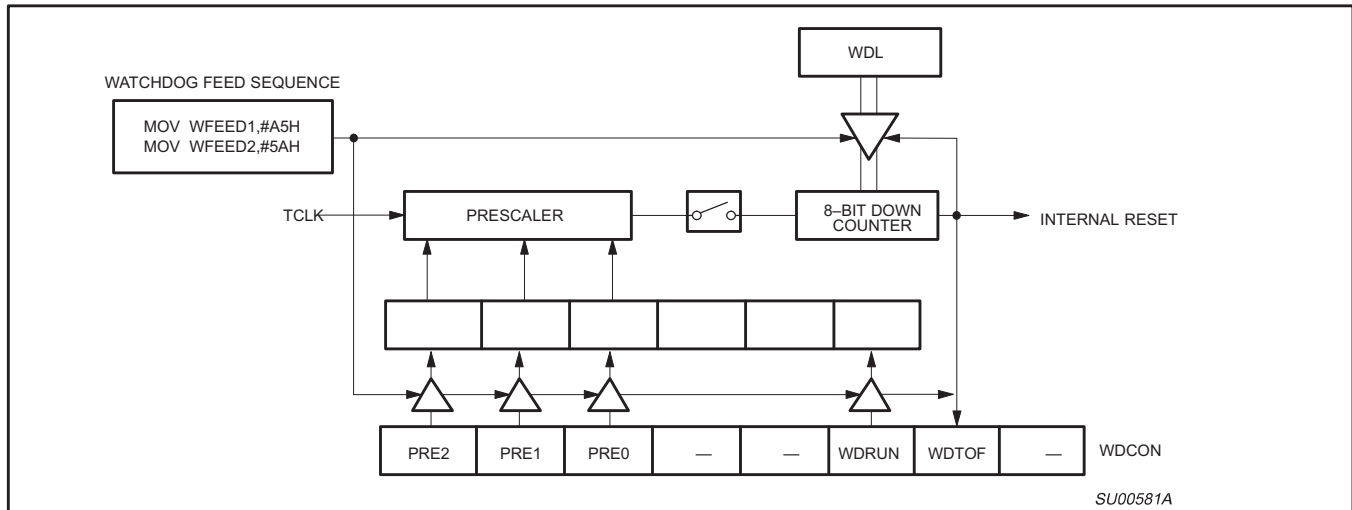 WDL
WATCHDOG FEED SEQUENCE
MOV WFEED1,#A5H
MOV WFEED2,#5AH
TCLK
PRESCALER
8–BIT DOWN
COUNTER
INTERNAL RESET
PRE2 PRE1 PRE0 — — WDRUN WDTOF — WDCON
SU00581A